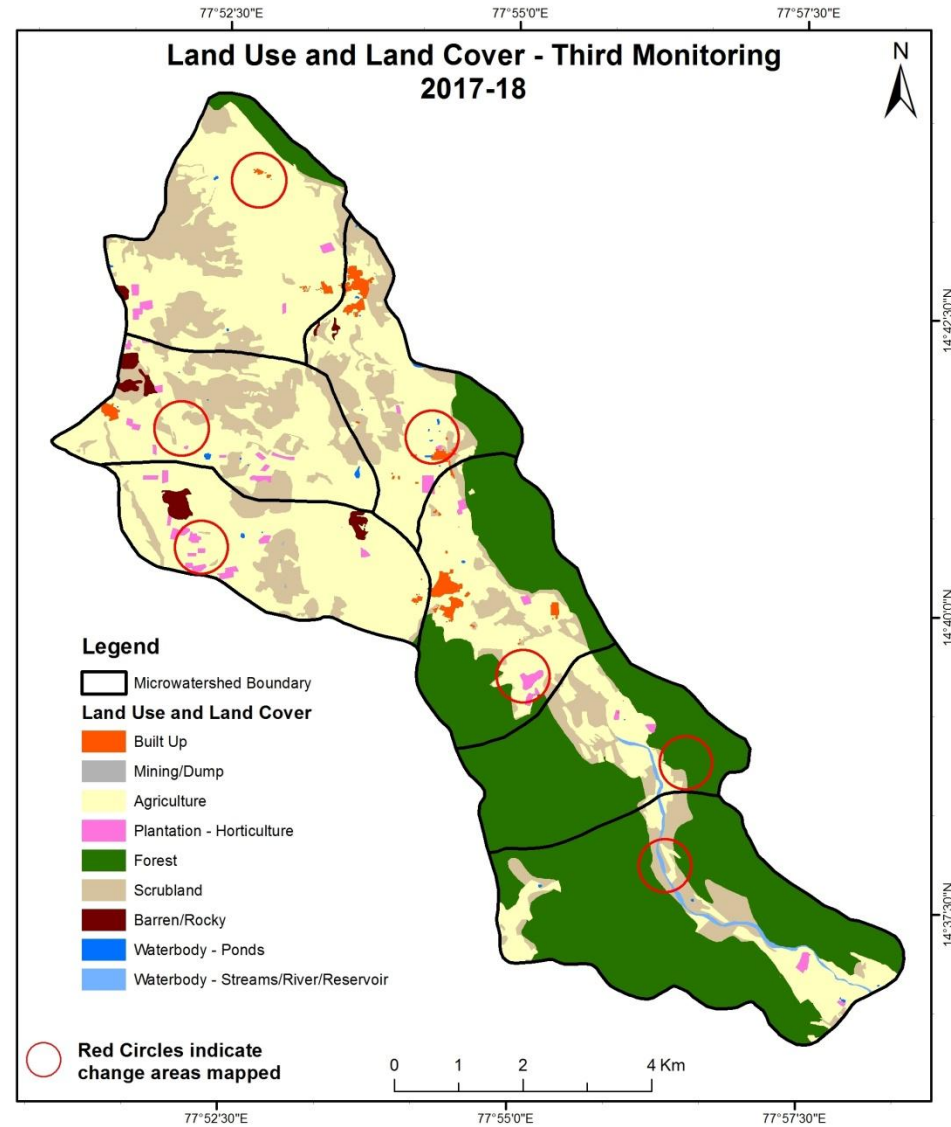 77°52'30"E
77°55'0"E
77°57'30"E
Land Use and Land Cover - Third Monitoring
2017-18
N
14°42'30"N
14°40'0"N
14°37'30"N
Legend
Microwatershed Boundary
Land Use and Land Cover
Built Up
Mining/Dump
Agriculture
Plantation - Horticulture
Forest
Scrubland
Barren/Rocky
Waterbody - Ponds
Waterbody - Streams/River/Reservoir
Red Circles indicate
change areas mapped
0 1 2 4 Km
77°52'30"E
77°55'0"E
77°57'30"E